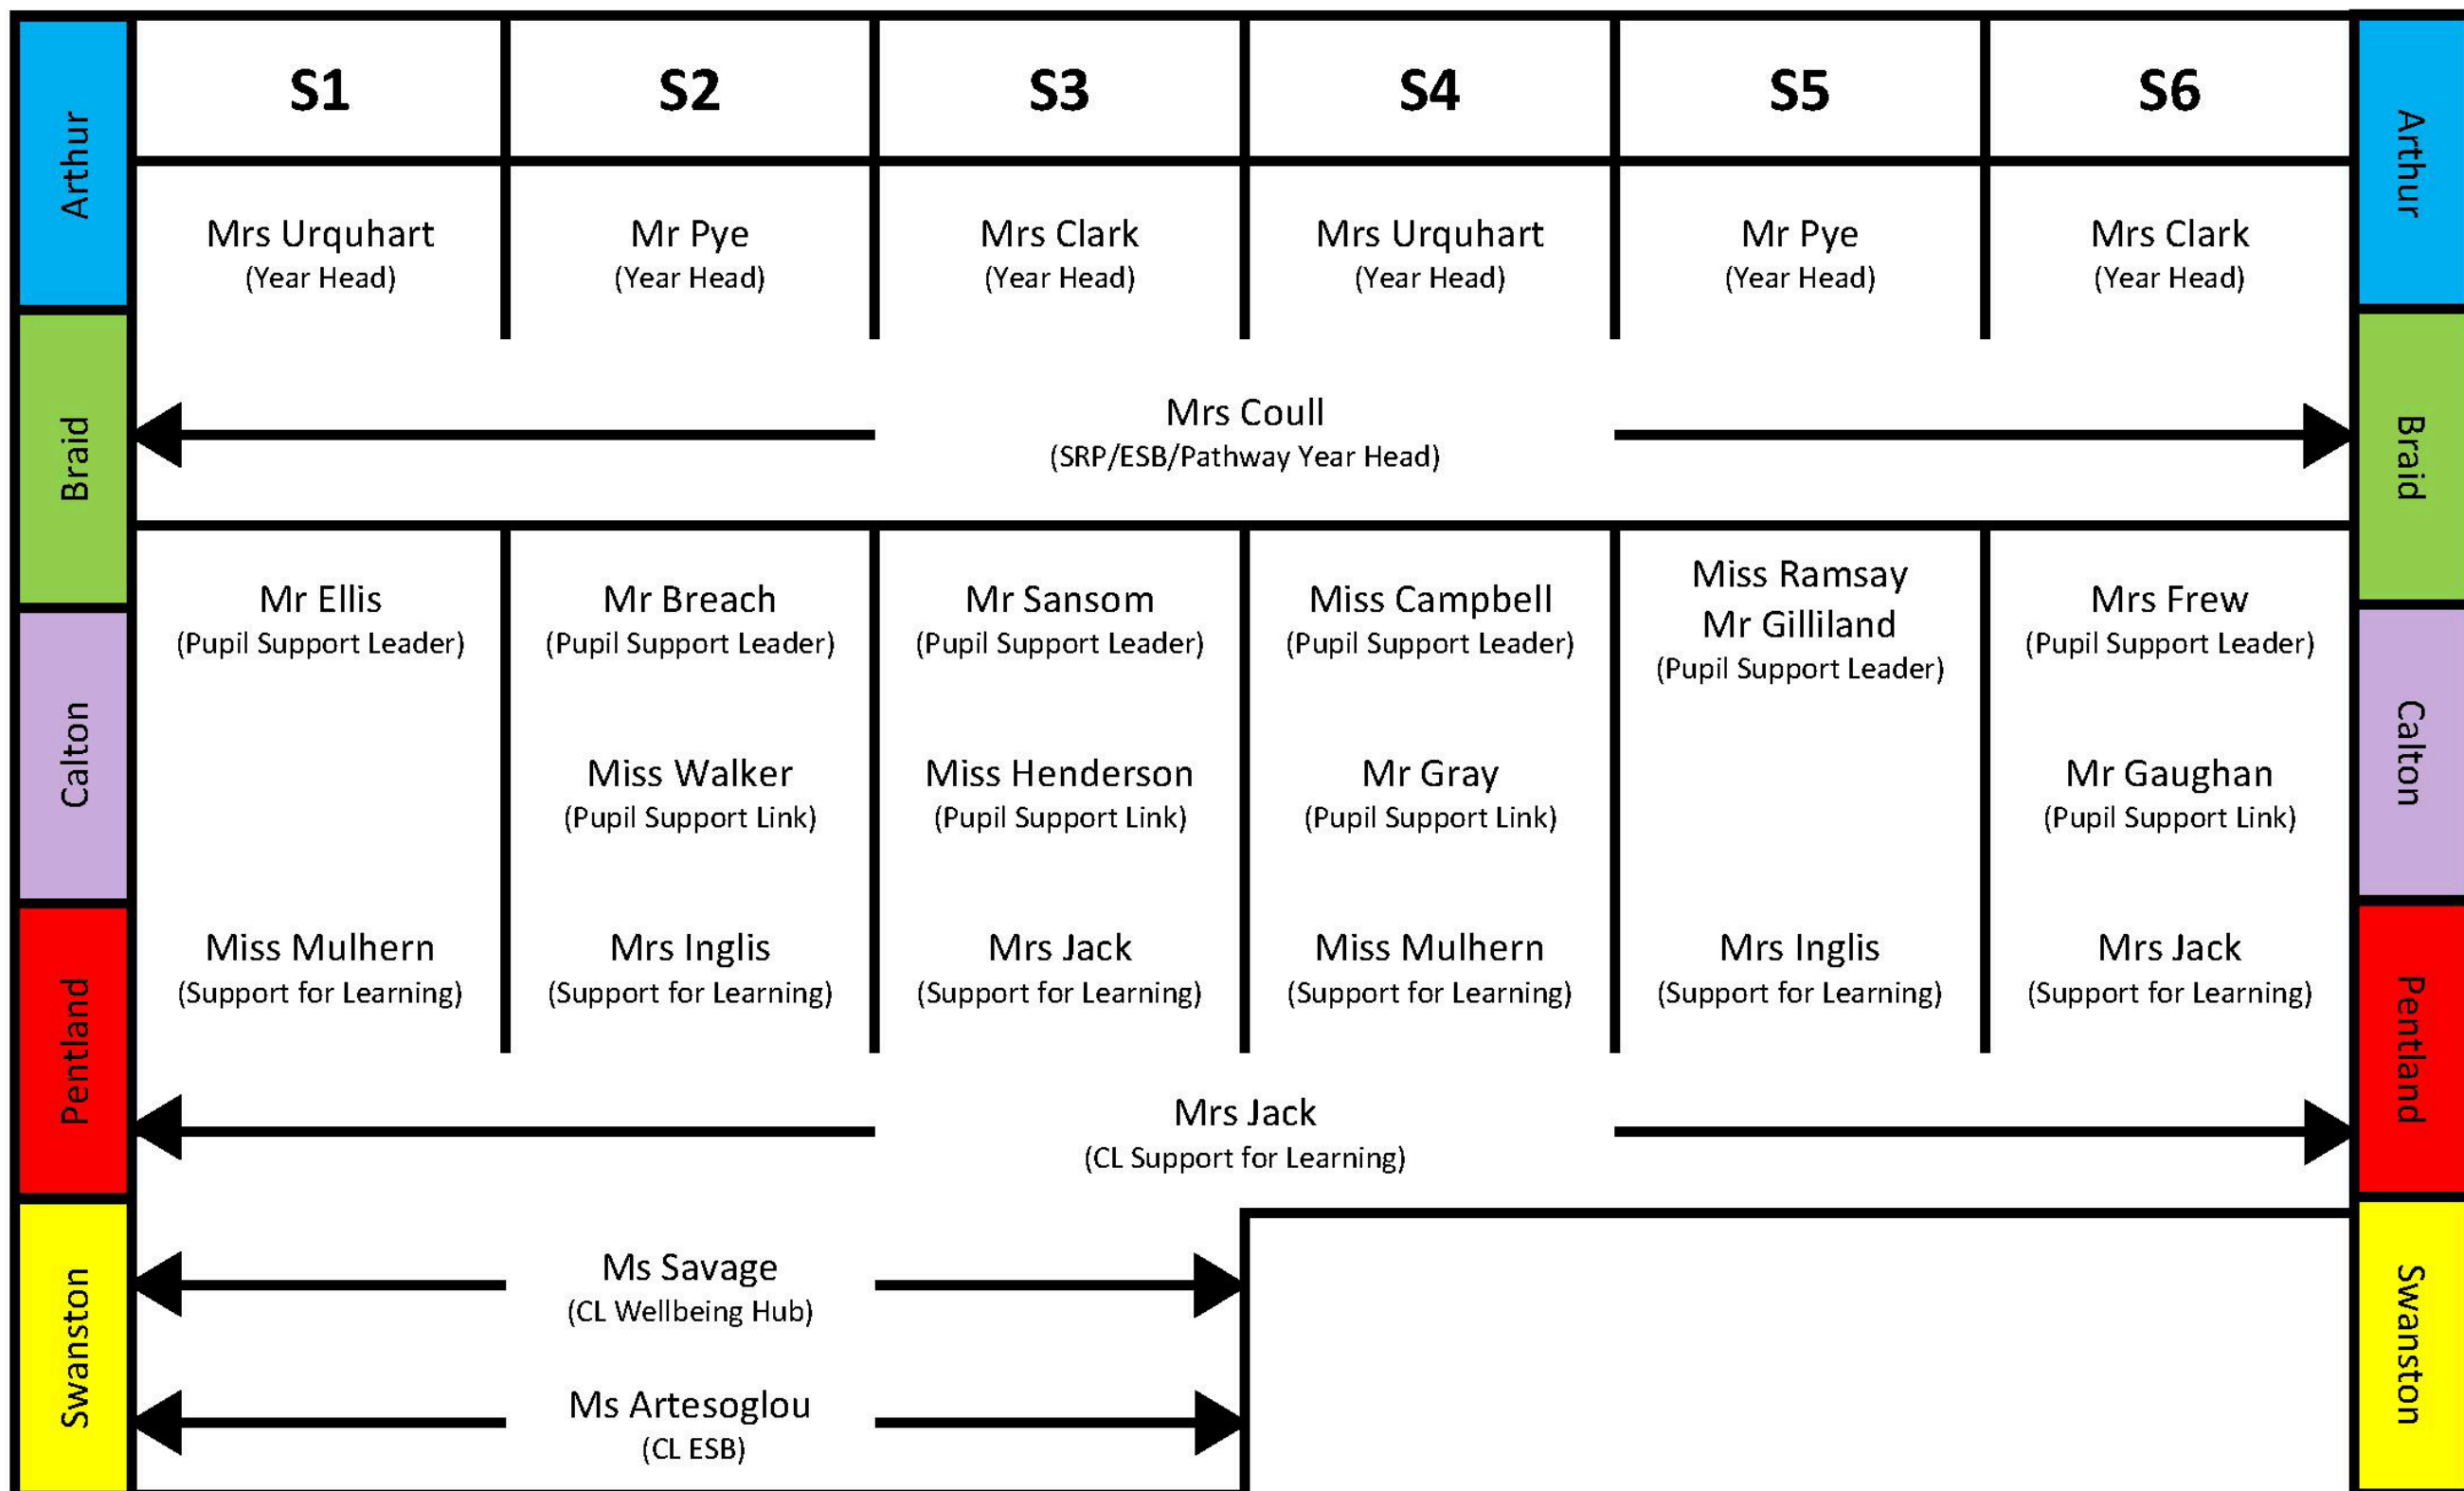 S1
S2
S3
S4
S5
S6
Arthur
Arthur
Mrs Urquhart
(Year Head)
Mr Pye
(Year Head)
Mrs Clark
(Year Head)
Mrs Urquhart
(Year Head)
Mr Pye
(Year Head)
Mrs Clark
(Year Head)
Braid
Braid
Mrs Coull
(SRP/ESB/Pathway Year Head)
Mr Ellis
(Pupil Support Leader)
Mr Breach
(Pupil Support Leader)
Mr Sansom
(Pupil Support Leader)
Miss Campbell
(Pupil Support Leader)
Miss Ramsay
Mr Gilliland
(Pupil Support Leader)
Mrs Frew
(Pupil Support Leader)
Calton
Calton
Miss Walker
(Pupil Support Link)
Miss Henderson
(Pupil Support Link)
Mr Gray
(Pupil Support Link)
Mr Gaughan
(Pupil Support Link)
Miss Mulhern
(Support for Learning)
Mrs Inglis
(Support for Learning)
Mrs Jack
(Support for Learning)
Miss Mulhern
(Support for Learning)
Mrs Inglis
(Support for Learning)
Mrs Jack
(Support for Learning)
Pentland
Pentland
Mrs Jack
(CL Support for Learning)
Swanston
Swanston
Ms Savage
(CL Wellbeing Hub)
Ms Artesoglou
(CL ESB)